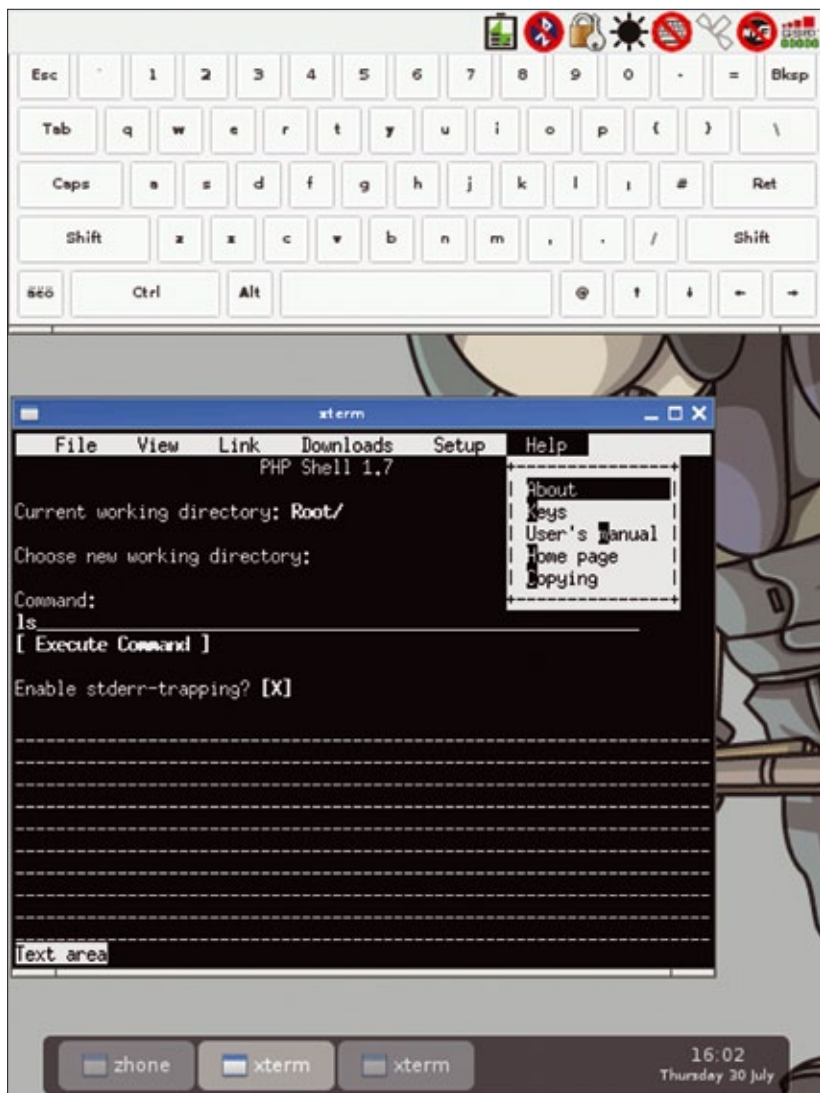 Esc ` 1 2 3 4 5 6 7 8 9 0 - = Bksp
Tab q w e r t y u i o p { } \
Caps a s d f g h j k l ; # Ret
Shift z x c v b n m , . / Shift
Ctrl Alt @ ↑ ↓ ← →
xterm
File View Link Downloads Setup Help
PHP Shell 1.7
About
Current working directory: Root/
Keys
User's manual
Choose new working directory:
Home page
Copying
Command:
ls
[ Execute Command ]
Enable stderr-trapping? [X]
Text area
zhone xterm xterm
16:02
Thursday 30 July